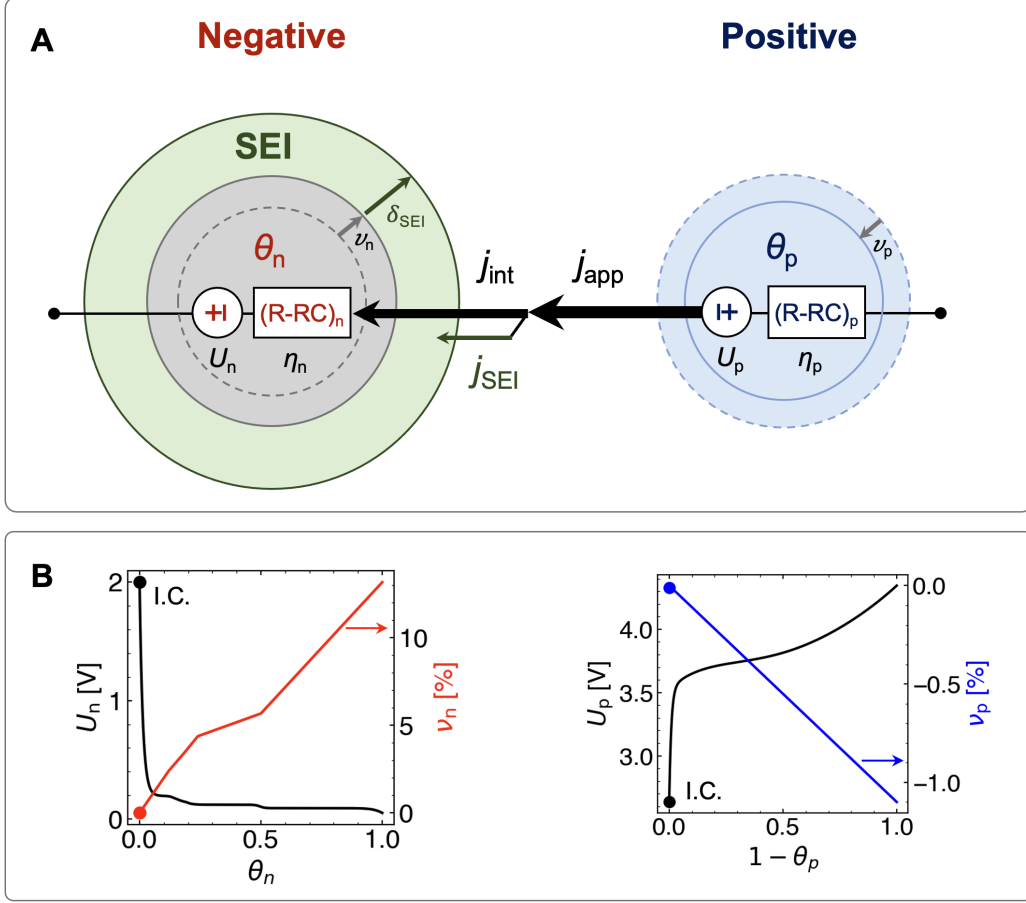 A
Negative
Positive
SEI
δSEI
νn
θn
jint
japp
θp
νp
+I
(R-RC)n
I+
(R-RC)p
Un
ηn
jSEI
Up
ηp
B
2
1
0
I.C.
Un [V]
10
5
0
νn [%]
0.0
0.5
1.0
θn
4.0
3.5
3.0
Up [V]
I.C.
0.0
−0.5
−1.0
νp [%]
0.0
0.5
1.0
1 − θp